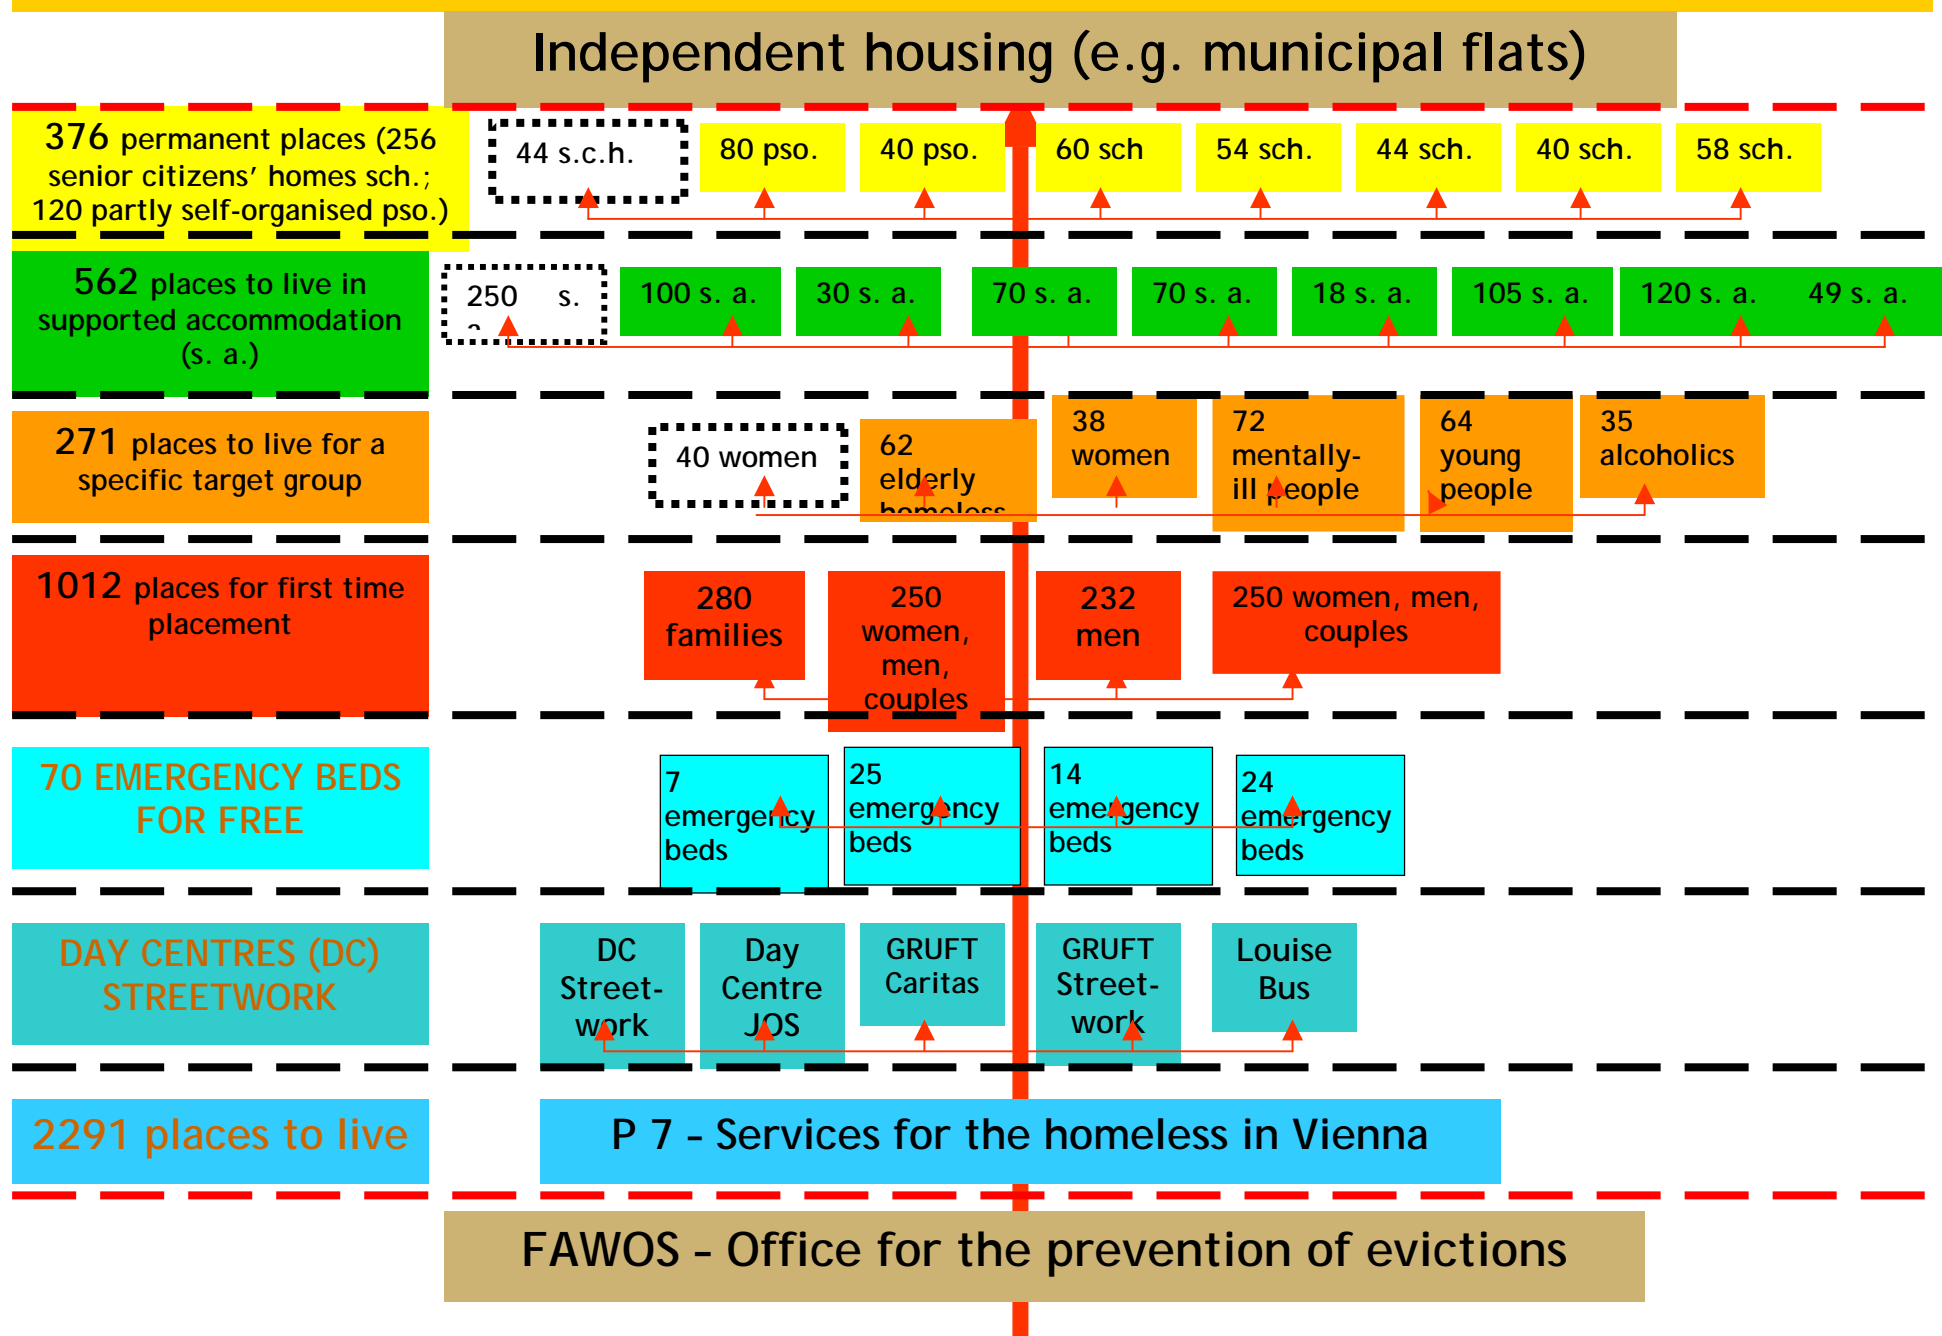 Independent housing (e.g. municipal flats)
376 permanent places (256
senior citizens’ homes sch.;
120 partly self-organised pso.)
44 s.c.h.
80 pso.
40 pso.
60 sch
54 sch.
44 sch.
40 sch.
58 sch.
562 places to live in
supported accommodation
(s. a.)
250 s.
100 s. a.
30 s. a.
70 s. a.
70 s. a.
18 s. a.
105 s. a.
120 s. a.
49 s. a.
271 places to live for a
specific target group
40 women
62
elderly
homeless
38
women
72
mentally-
ill people
64
young
people
35
alcoholics
1012 places for first time
placement
280
families
250
women,
men,
couples
232
men
250 women, men,
couples
70 EMERGENCY BEDS
FOR FREE
7
emergency
beds
25
emergency
beds
14
emergency
beds
24
emergency
beds
DAY CENTRES (DC)
STREETWORK
DC
Street-
work
Day
Centre
JOS
GRUFT
Caritas
GRUFT
Street-
work
Louise
Bus
2291 places to live
P 7 - Services for the homeless in Vienna
FAWOS - Office for the prevention of evictions